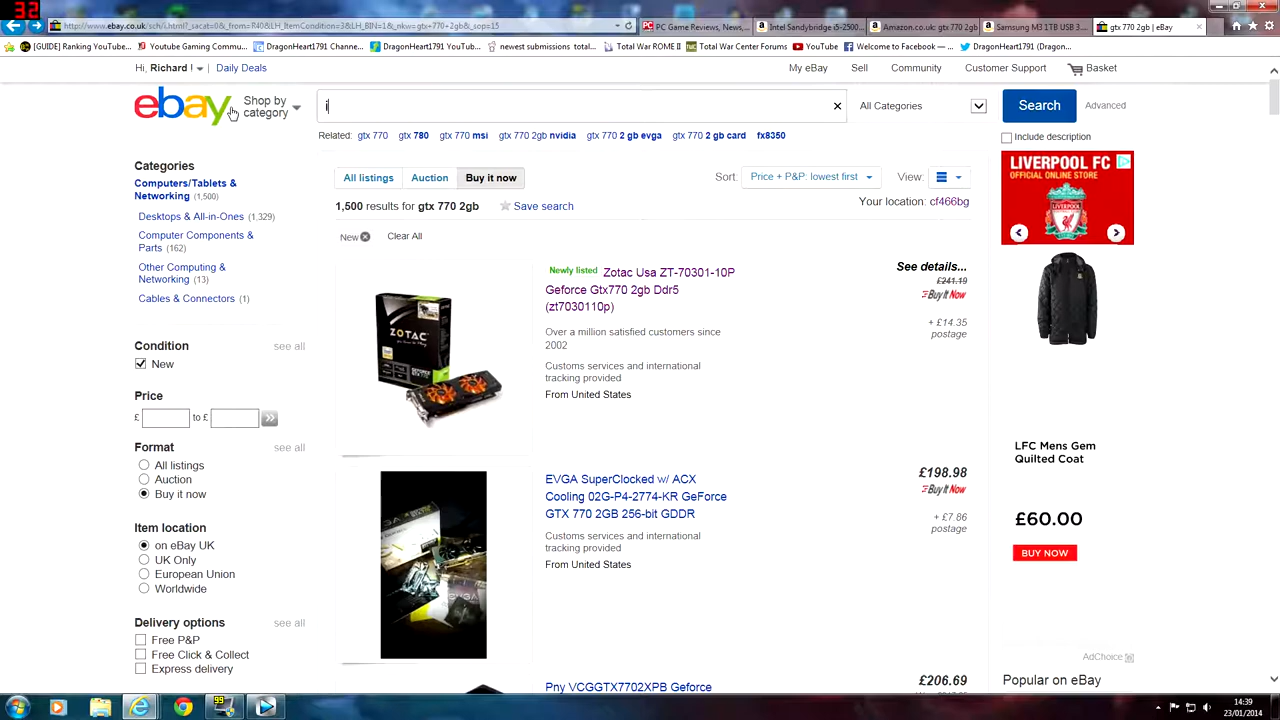 32
http://www.ebay.co.uk/sch/i.html?_sacat=0&_from=R40&LH_ItemCondition=3&LH_BIN=1&_nkw=gtx+770+2gb&_sop=15
PC Game Reviews, News,...
Intel Sandybridge i5-2500...
Amazon.co.uk: gtx 770 2gb
Samsung M3 1TB USB 3....
gtx 770 2gb | eBay
[GUIDE] Ranking YouTube...
Youtube Gaming Commu...
DragonHeart1791 Channe...
DragonHeart1791 YouTub...
newest submissions total...
Total War ROME II
Total War Center Forums
YouTube
Welcome to Facebook — ...
DragonHeart1791 (Dragon...
Hi, Richard !
Daily Deals
My eBay
Sell
Community
Customer Support
Basket
ebay
Shop by
category
i
All Categories
Search
Advanced
Related: gtx 770 gtx 780 gtx 770 msi gtx 770 2gb nvidia gtx 770 2 gb evga gtx 770 2 gb card fx8350
Include description
Categories
Computers/Tablets &
Networking (1,500)
Desktops & All-in-Ones (1,329)
Computer Components &
Parts (162)
Other Computing &
Networking (13)
Cables & Connectors (1)
Condition
see all
New
Price
£ to £
Format
see all
All listings
Auction
Buy it now
Item location
on eBay UK
UK Only
European Union
Worldwide
Delivery options
see all
Free P&P
Free Click & Collect
Express delivery
All listings
Auction
Buy it now
Sort: Price + P&P: lowest first
View:
1,500 results for gtx 770 2gb
Save search
Your location: cf466bg
New
Clear All
ZOTAC
Newly listed Zotac Usa ZT-70301-10P
Geforce Gtx770 2gb Ddr5
(zt7030110p)
Over a million satisfied customers since
2002
Customs services and international
tracking provided
From United States
See details...
£241.19
Buy It Now
+ £14.35
postage
EVGA SuperClocked w/ ACX
Cooling 02G-P4-2774-KR GeForce
GTX 770 2GB 256-bit GDDR
Customs services and international
tracking provided
From United States
£198.98
Buy It Now
+ £7.86
postage
Pny VCGGTX7702XPB Geforce
£206.69
LIVERPOOL FC
OFFICIAL ONLINE STORE
LFC Mens Gem
Quilted Coat
£60.00
BUY NOW
AdChoice
Popular on eBay
99
14:39
23/01/2014